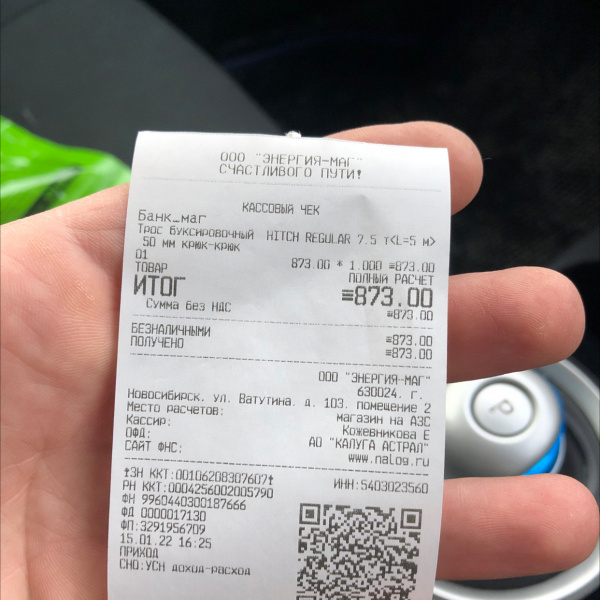 ООО "ЭНЕРГИЯ-МАГ"
СЧАСТЛИВОГО ПУТИ!
КАССОВЫЙ ЧЕК
Банк_маг
Трос буксировочный HITCH REGULAR 7.5 т<L=5 м>
50 мм крюк-крюк
01 873.00 * 1.000 =873.00
ТОВАР ПОЛНЫЙ РАСЧЕТ
ИТОГ =873.00
Сумма без НДС =873.00
БЕЗНАЛИЧНЫМИ =873.00
ПОЛУЧЕНО =873.00
ООО "ЭНЕРГИЯ-МАГ"
630024. г.
Новосибирск. ул. Ватутина. д. 103. помещение 2
Место расчетов: магазин на АЗС
Кассир: Кожевникова Е
ОФД: АО "КАЛУГА АСТРАЛ"
САЙТ ФНС: www.nalog.ru
ЗН ККТ:00106208307607 ИНН:5403023560
РН ККТ:0004256002005790
ФН 9960440300187666
ФД 0000017130
ФП:3291956709
15.01.22 16:25
ПРИХОД
СНО:УСН доход-расход